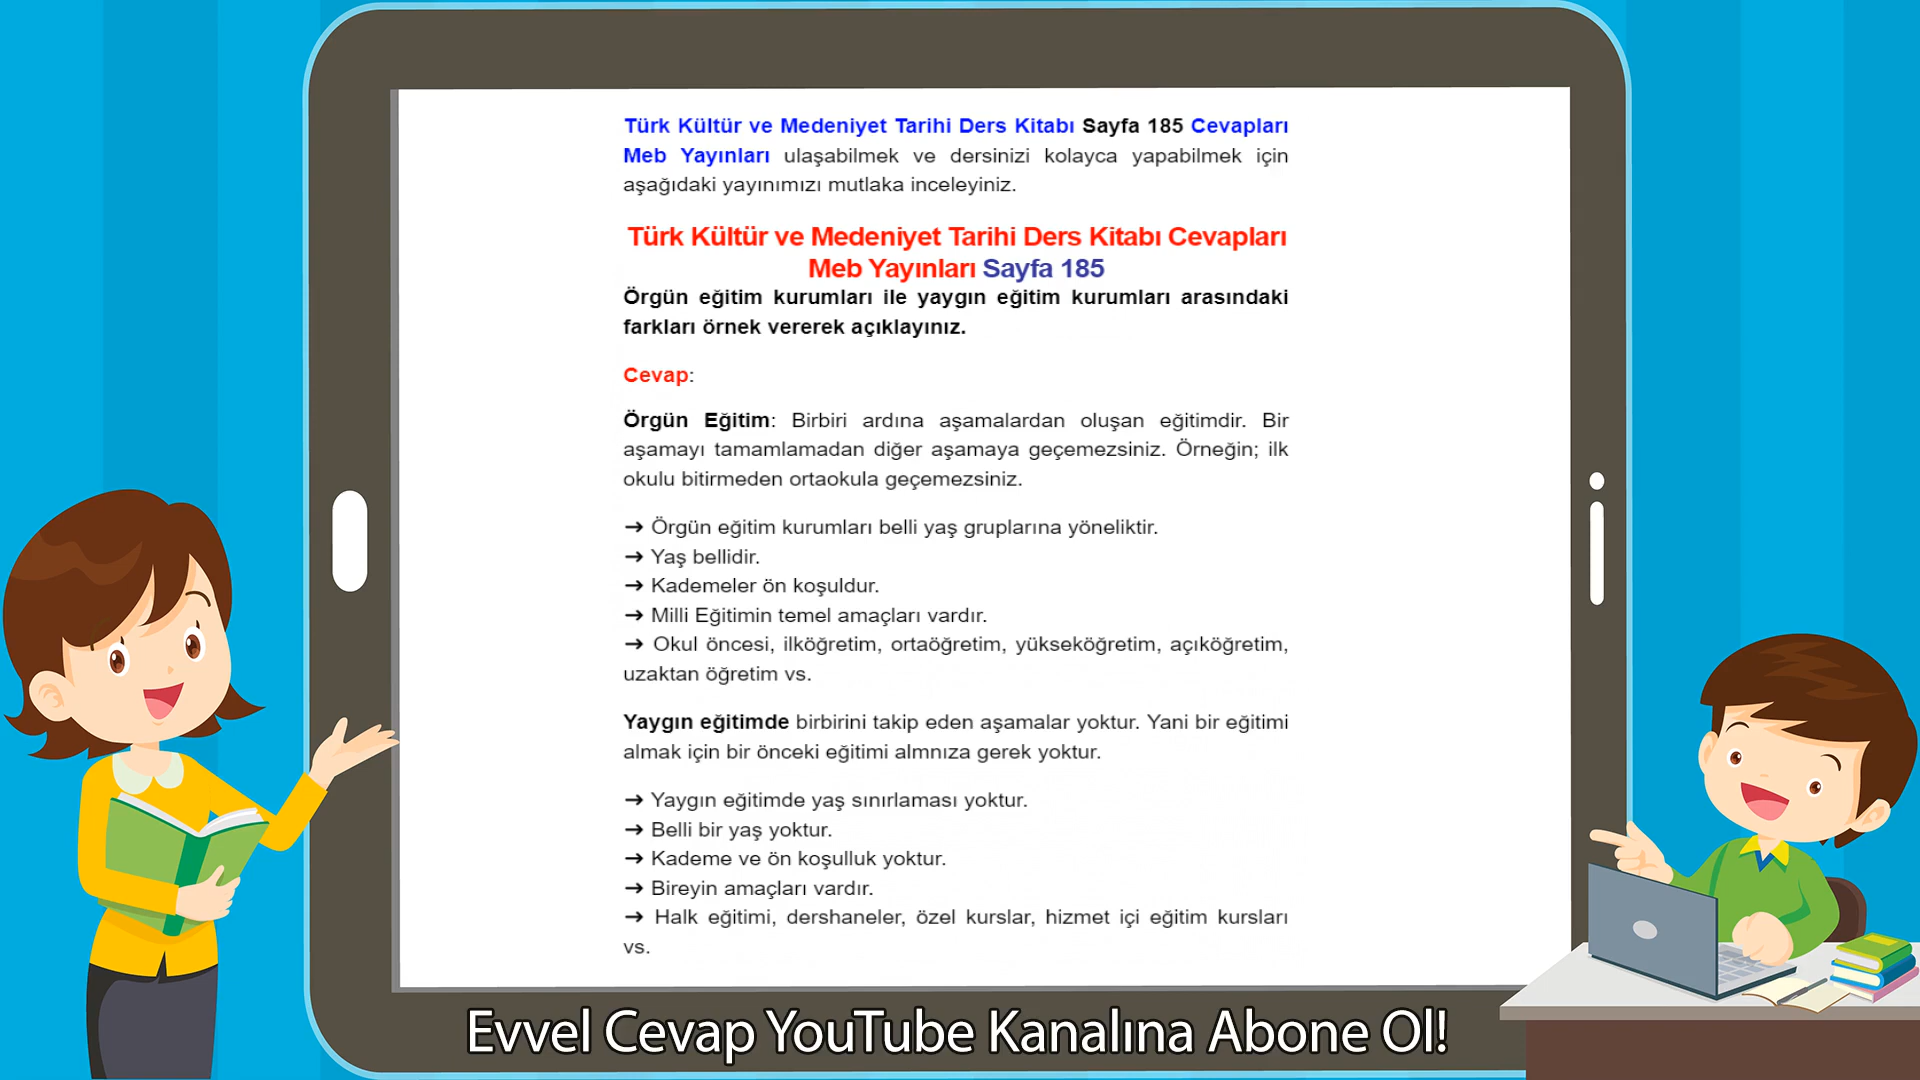 Türk Kültür ve Medeniyet Tarihi Ders Kitabı Sayfa 185 Cevapları
Meb Yayınları ulaşabilmek ve dersinizi kolayca yapabilmek için
aşağıdaki yayınımızı mutlaka inceleyiniz.
Türk Kültür ve Medeniyet Tarihi Ders Kitabı Cevapları
Meb Yayınları Sayfa 185
Örgün eğitim kurumları ile yaygın eğitim kurumları arasındaki
farkları örnek vererek açıklayınız.
Cevap:
Örgün Eğitim: Birbiri ardına aşamalardan oluşan eğitimdir. Bir
aşamayı tamamlamadan diğer aşamaya geçemezsiniz. Örneğin; ilk
okulu bitirmeden ortaokula geçemezsiniz.
→ Örgün eğitim kurumları belli yaş gruplarına yöneliktir.
→ Yaş bellidir.
→ Kademeler ön koşuldur.
→ Milli Eğitimin temel amaçları vardır.
→ Okul öncesi, ilköğretim, ortaöğretim, yükseköğretim, açıköğretim,
uzaktan öğretim vs.
Yaygın eğitimde birbirini takip eden aşamalar yoktur. Yani bir eğitimi
almak için bir önceki eğitimi almnıza gerek yoktur.
→ Yaygın eğitimde yaş sınırlaması yoktur.
→ Belli bir yaş yoktur.
→ Kademe ve ön koşulluk yoktur.
→ Bireyin amaçları vardır.
→ Halk eğitimi, dershaneler, özel kurslar, hizmet içi eğitim kursları
vs.
Evvel Cevap YouTube Kanalına Abone Ol!